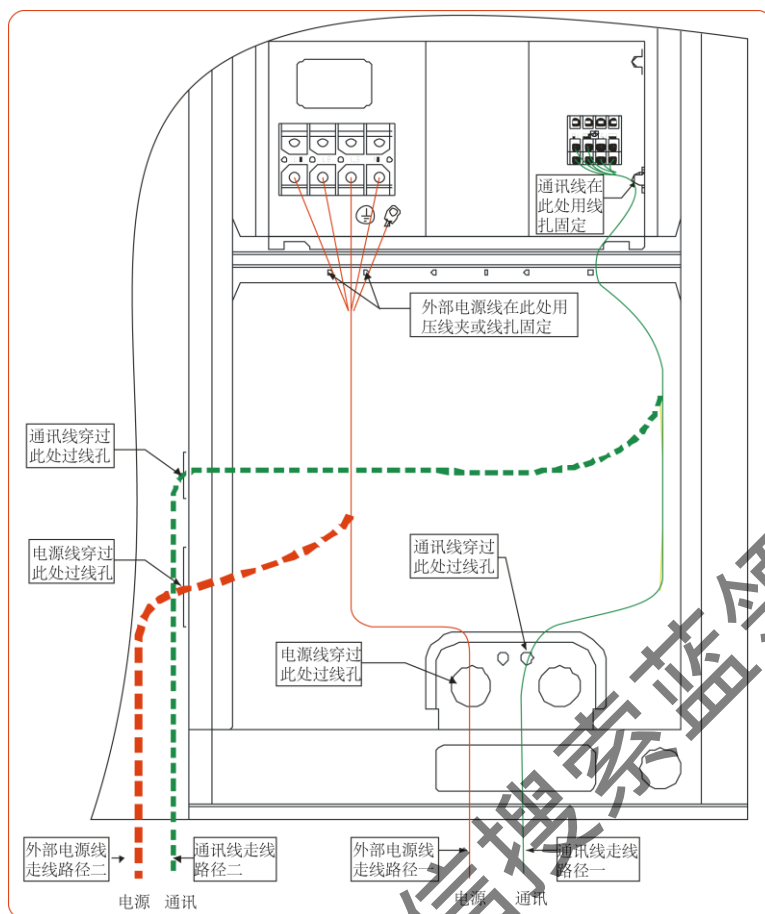 通讯线在
此处用线
扎固定
外部电源线在此处用
压线夹或线扎固定
通讯线穿过
此处过线孔
电源线穿过
此处过线孔
通讯线穿过
此处过线孔
电源线穿过
此处过线孔
外部电源线
走线路径二
通讯线走线
路径二
外部电源线
走线路径一
通讯线走线
路径一
电源
通讯
电源
通讯
信搜索蓝领